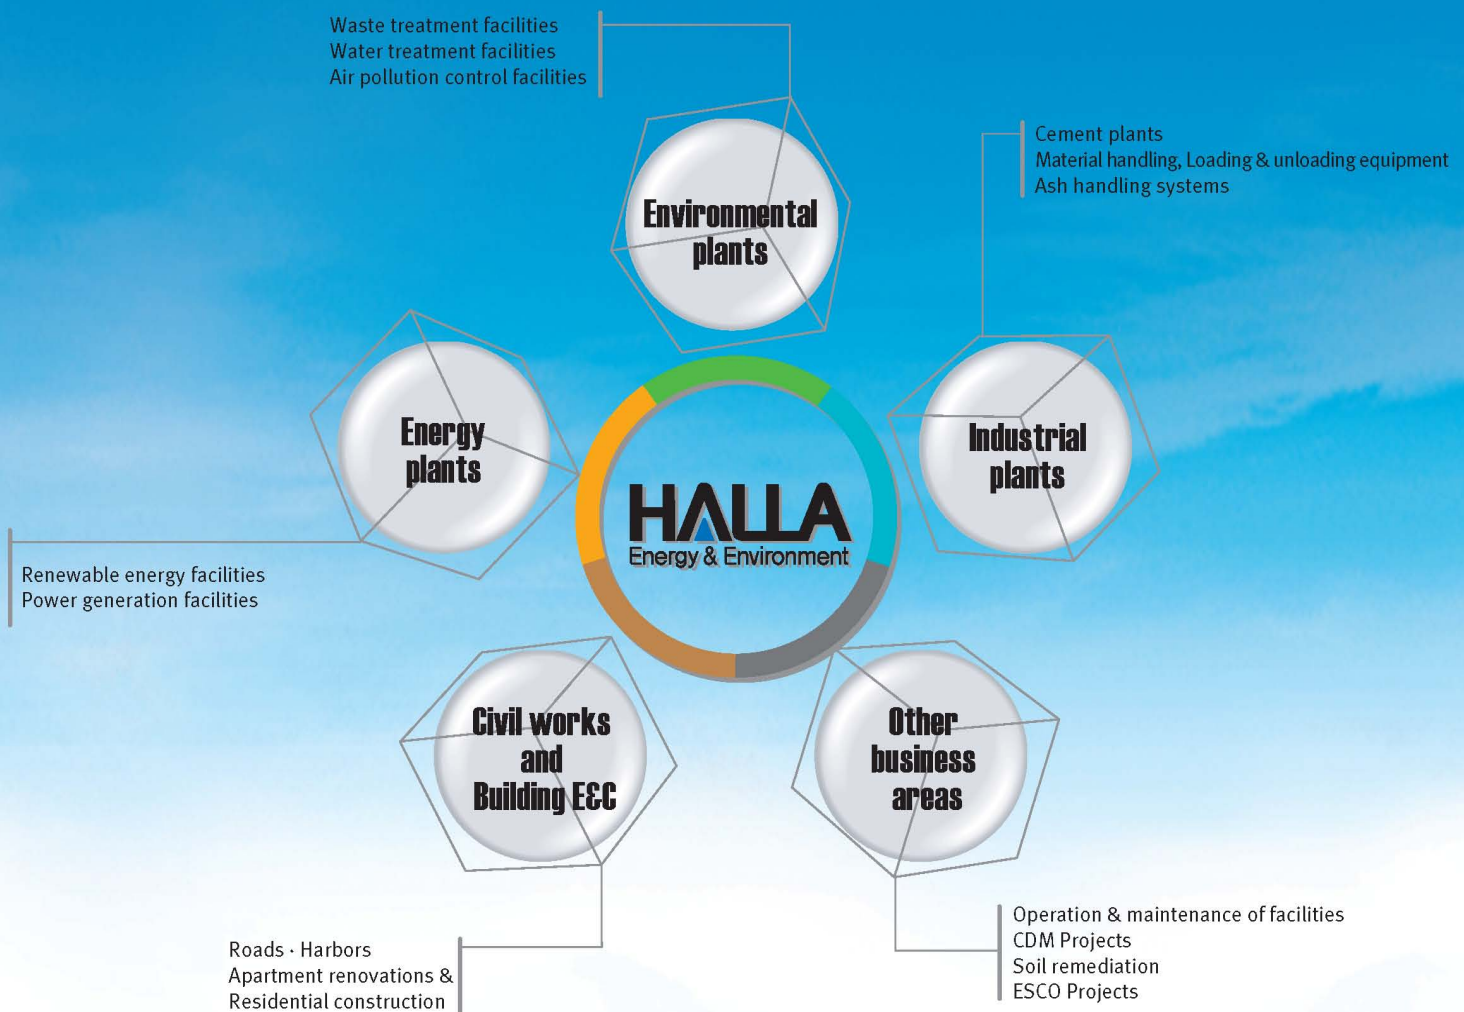 Waste treatment facilities
Water treatment facilities
Air pollution control facilities
Environmental
plants
Cement plants
Material handling, Loading & unloading equipment
Ash handling systems
Industrial
plants
Energy
plants
Renewable energy facilities
Power generation facilities
HALLA
Energy & Environment
Civil works
and
Building E&C
Roads · Harbors
Apartment renovations &
Residential construction
Other
business
areas
Operation & maintenance of facilities
CDM Projects
Soil remediation
ESCO Projects